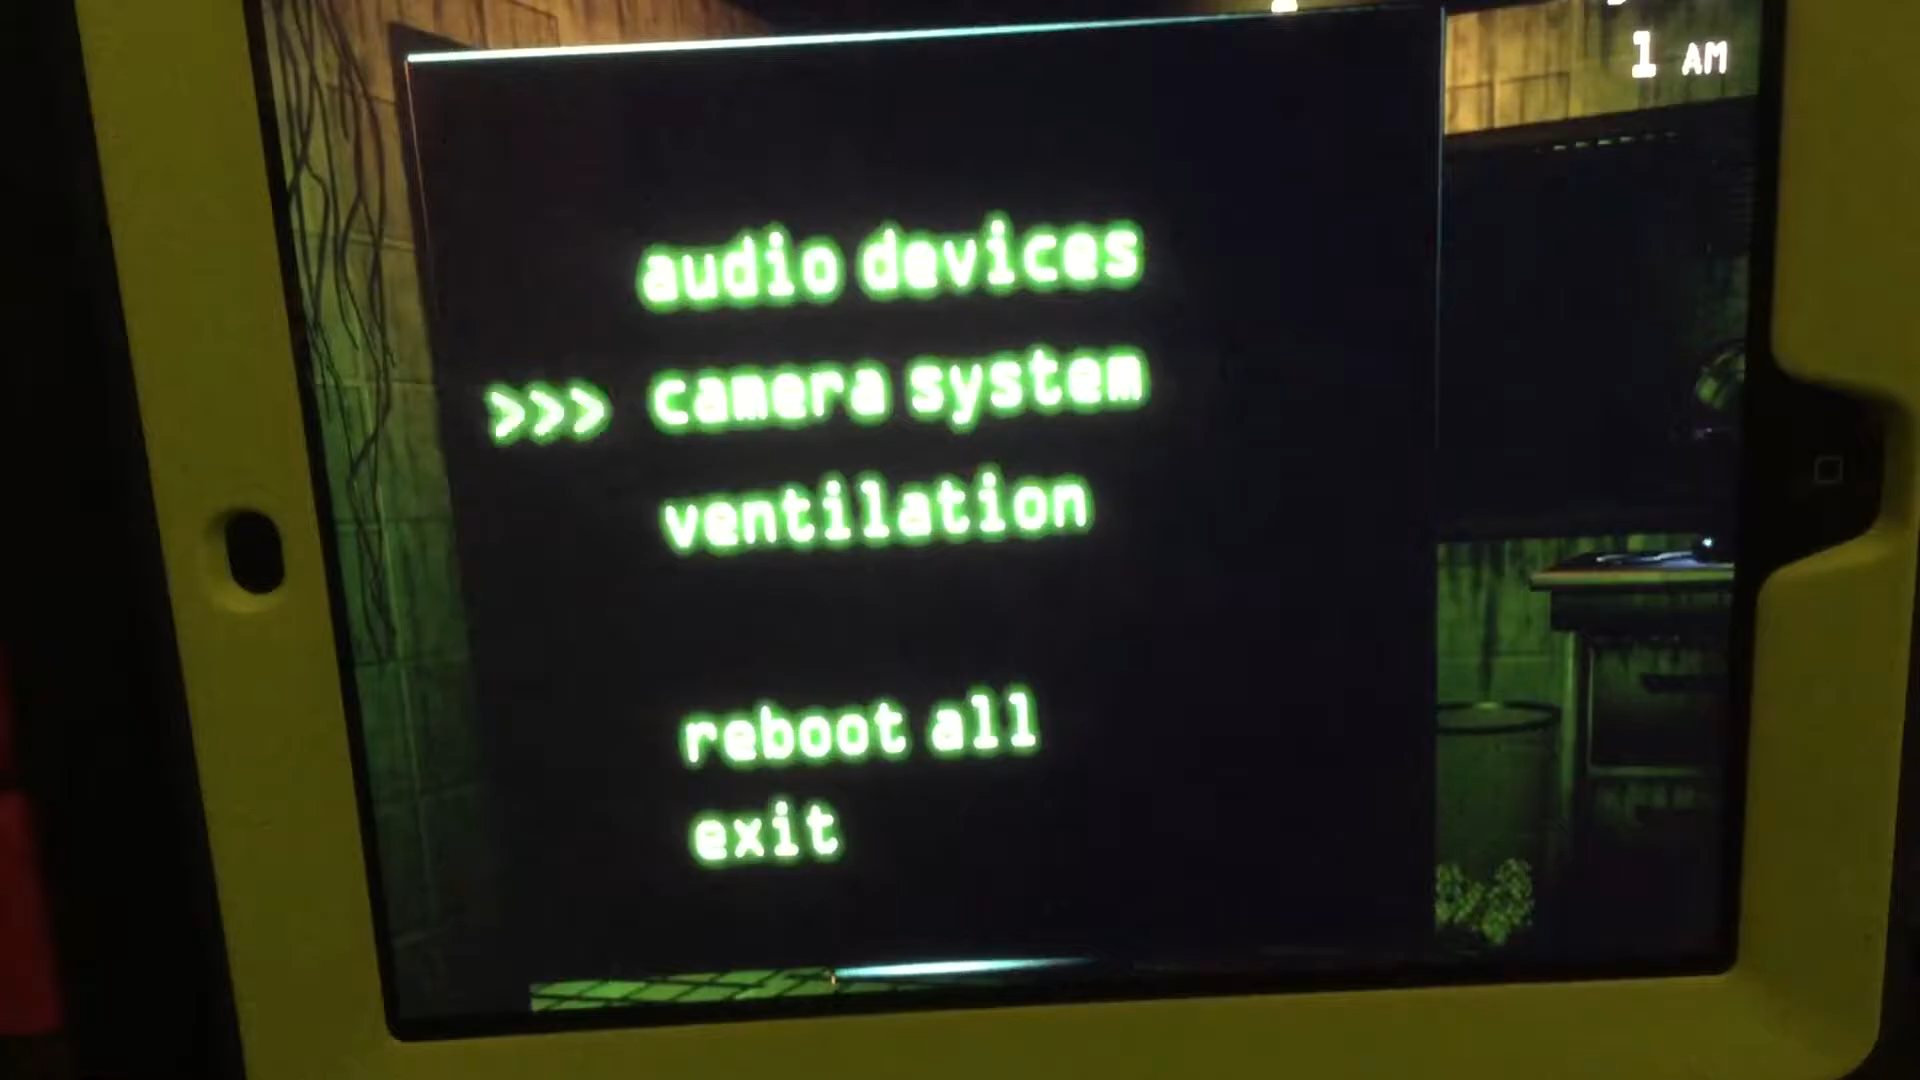 1 AM
audio devices
>>> camera system
ventilation
reboot all
exit